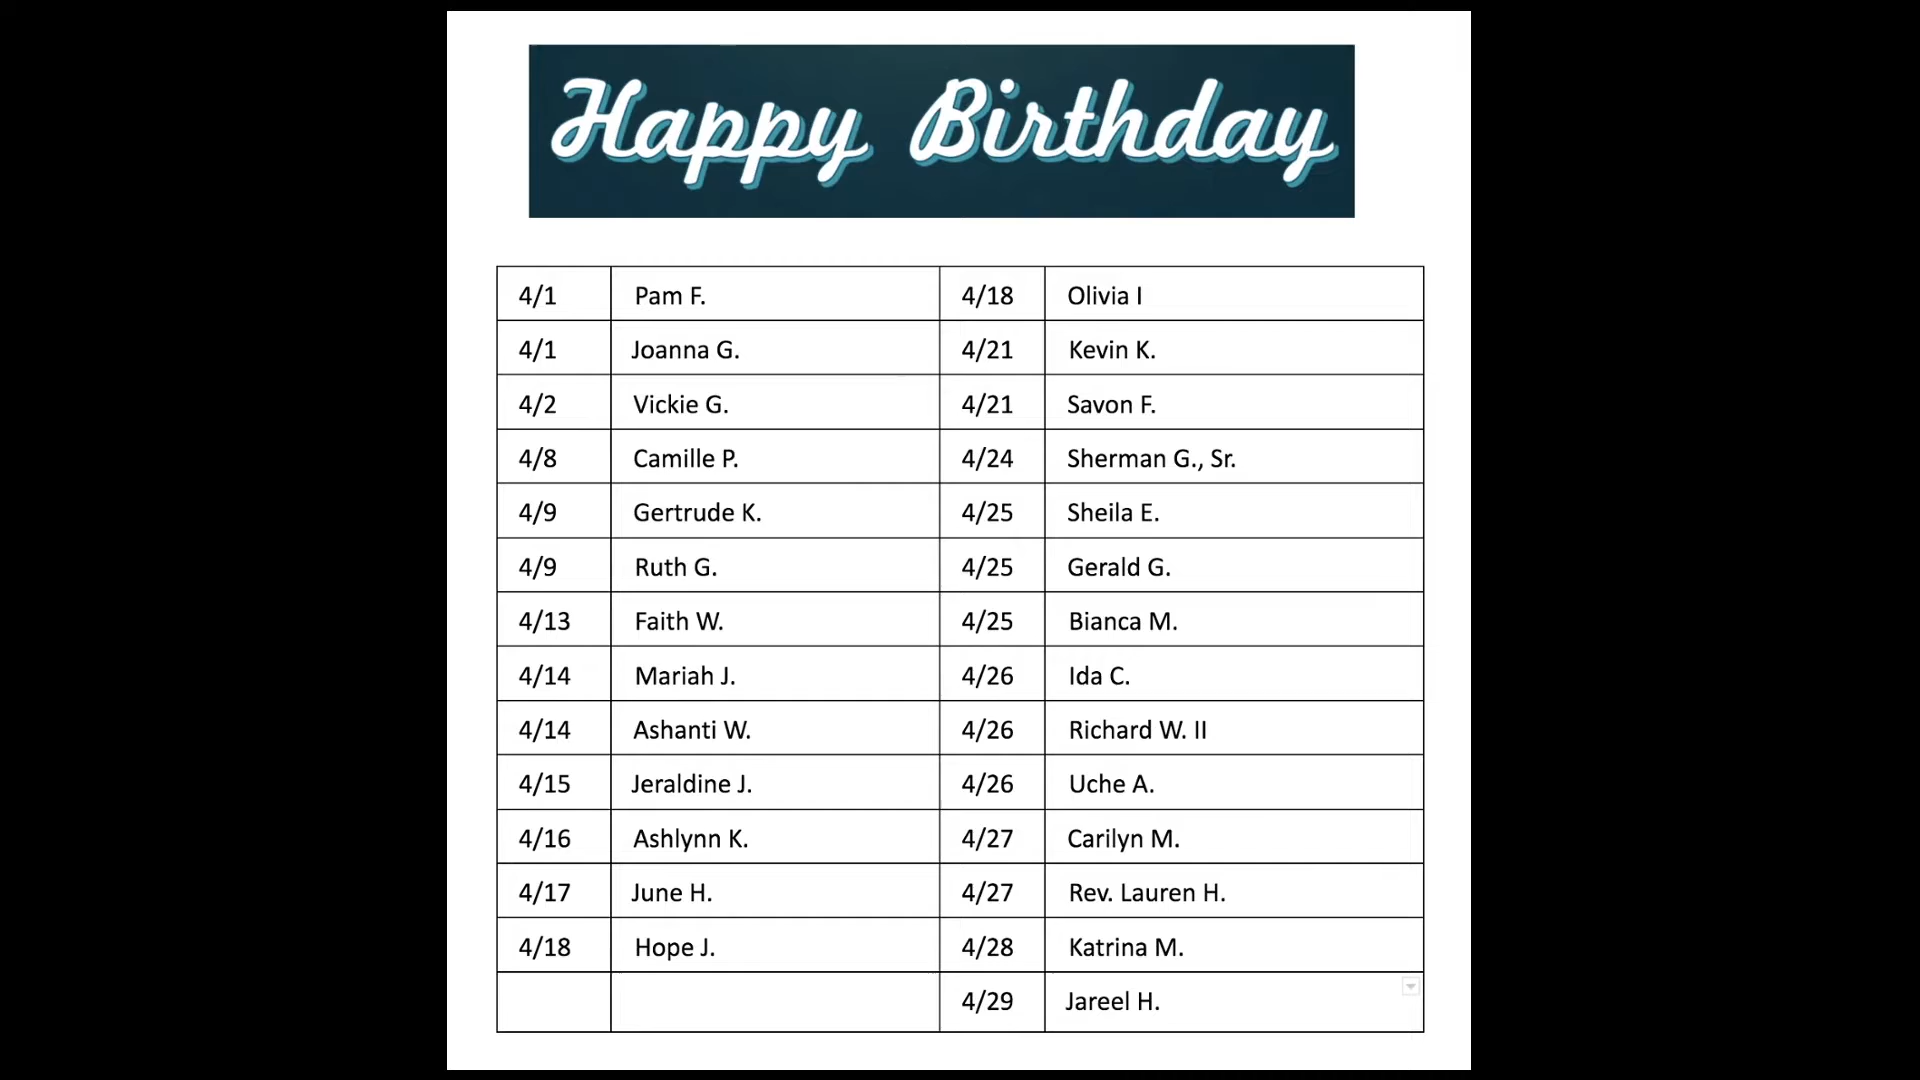 Happy Birthday
4/1 Pam F. 4/18 Olivia I
4/1 Joanna G. 4/21 Kevin K.
4/2 Vickie G. 4/21 Savon F.
4/8 Camille P. 4/24 Sherman G., Sr.
4/9 Gertrude K. 4/25 Sheila E.
4/9 Ruth G. 4/25 Gerald G.
4/13 Faith W. 4/25 Bianca M.
4/14 Mariah J. 4/26 Ida C.
4/14 Ashanti W. 4/26 Richard W. II
4/15 Jeraldine J. 4/26 Uche A.
4/16 Ashlynn K. 4/27 Carilyn M.
4/17 June H. 4/27 Rev. Lauren H.
4/18 Hope J. 4/28 Katrina M.
4/29 Jareel H.